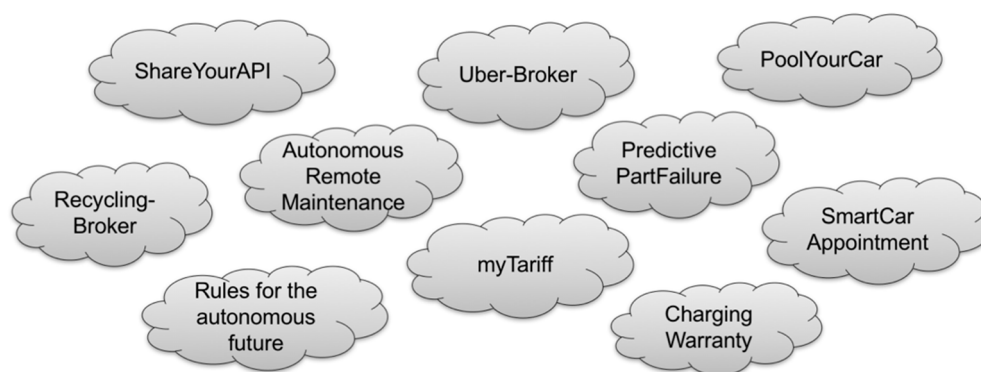 ShareYourAPI
Uber-Broker
PoolYourCar
Autonomous
Remote
Maintenance
Predictive
PartFailure
Recycling-
Broker
SmartCar
Appointment
myTariff
Rules for the
autonomous
future
Charging
Warranty